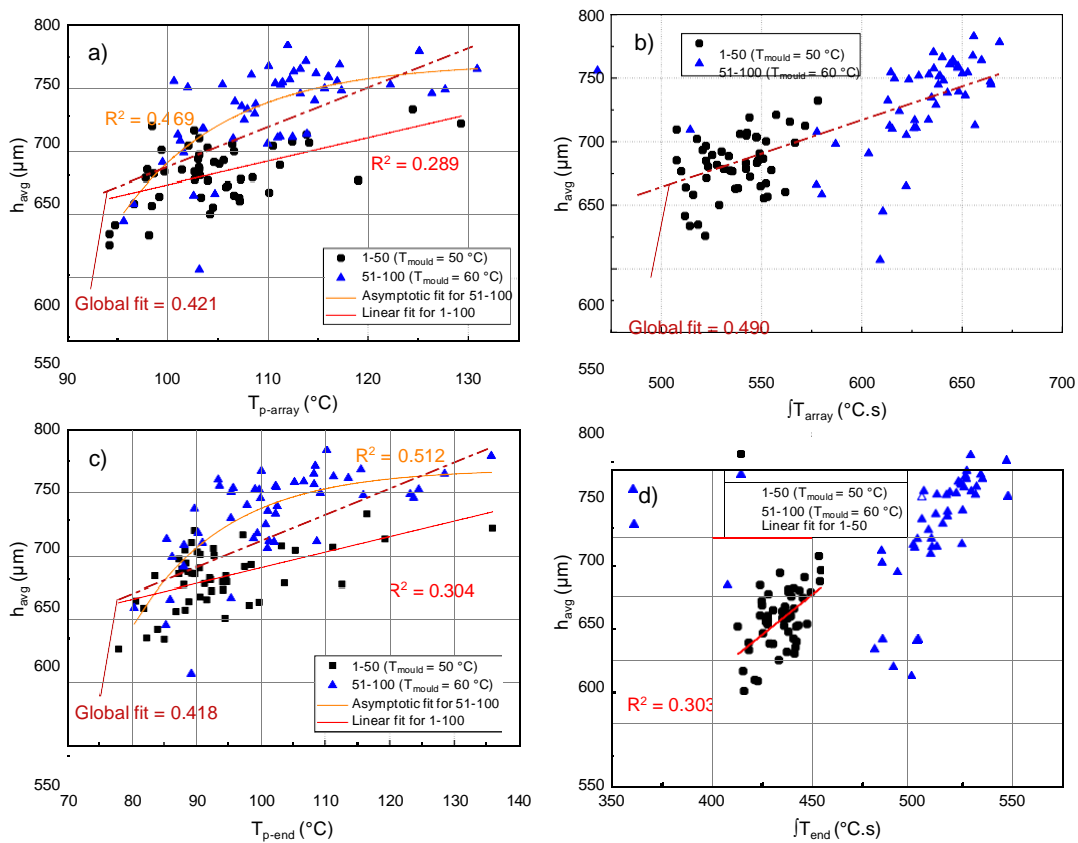 a)
800
750
700
650
600
550
h_avg (µm)
R² = 0.469
R² = 0.289
1-50 (T_mould = 50 °C)
51-100 (T_mould = 60 °C)
Asymptotic fit for 51-100
Linear fit for 1-100
Global fit = 0.421
90 100 110 120 130
T_p-array (°C)
b)
800
750
700
650
600
550
h_avg (µm)
1-50 (T_mould = 50 °C)
51-100 (T_mould = 60 °C)
Global fit = 0.490
500 550 600 650 700
∫T_array (°C.s)
c)
800
750
700
650
600
550
h_avg (µm)
R² = 0.512
R² = 0.304
1-50 (T_mould = 50 °C)
51-100 (T_mould = 60 °C)
Asymptotic fit for 51-100
Linear fit for 1-100
Global fit = 0.418
70 80 90 100 110 120 130 140
T_p-end (°C)
d)
800
750
700
650
600
550
h_avg (µm)
1-50 (T_mould = 50 °C)
51-100 (T_mould = 60 °C)
Linear fit for 1-50
R² = 0.303
350 400 450 500 550
∫T_end (°C.s)